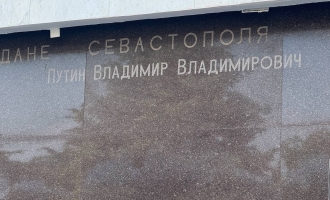 ДАНЕ СЕВАСТОПОЛЯ
ПУТИН ВЛАДИМИР ВЛАДИМИРОВИЧ